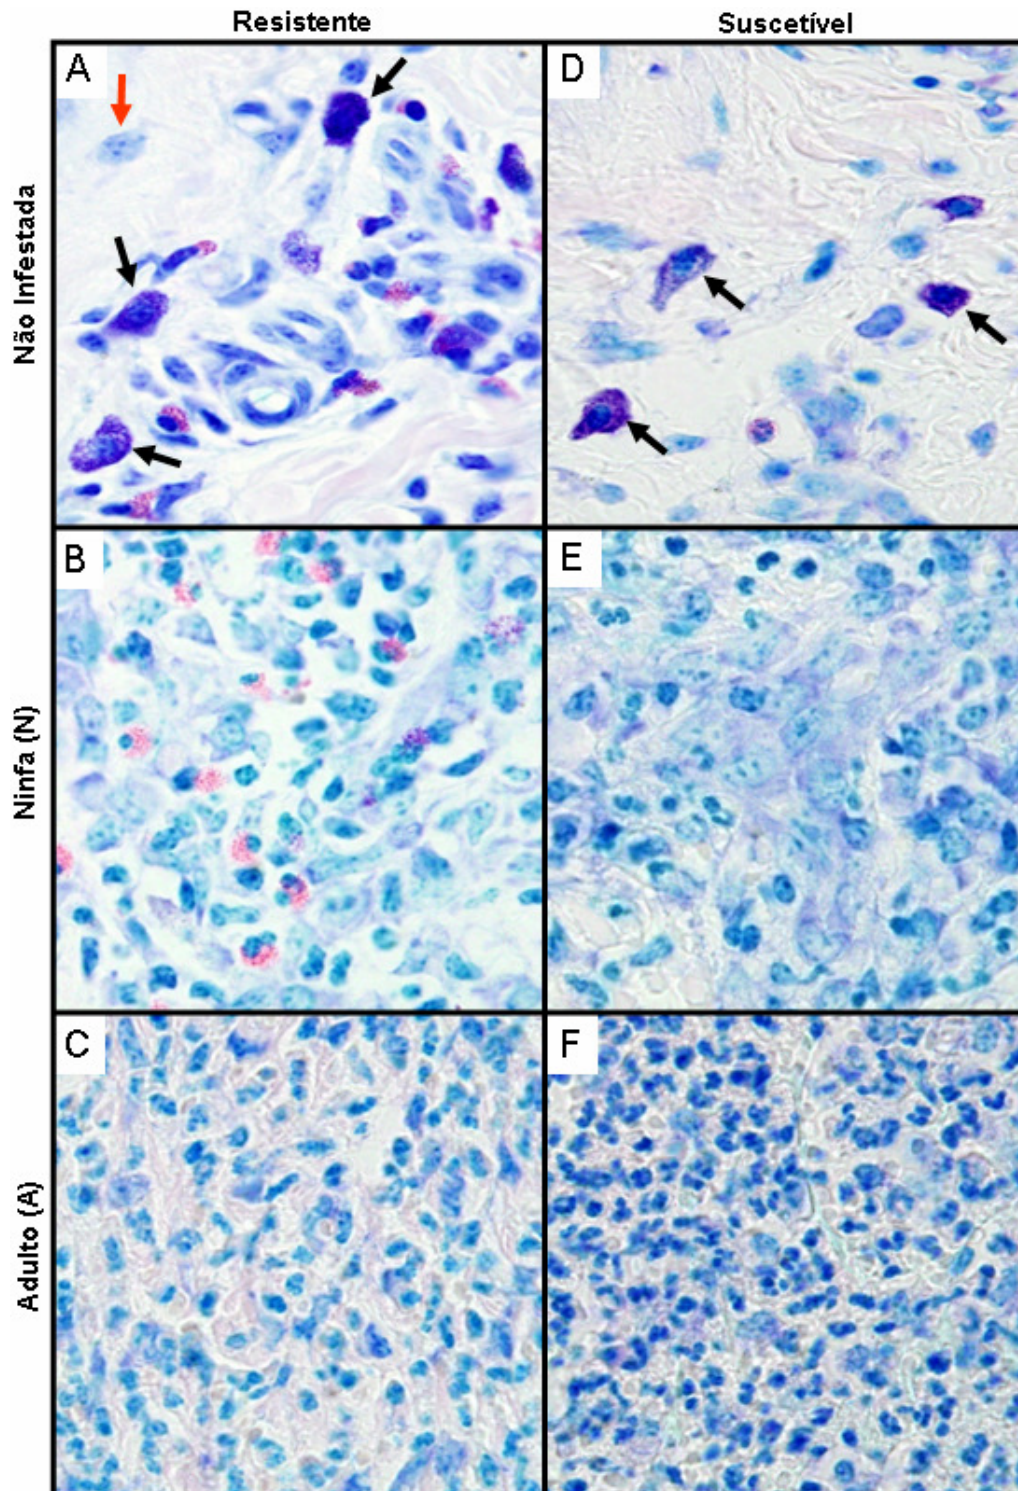 Resistente
Suscetível
Não Infestada
A
D
Ninfa (N)
B
E
Adulto (A)
C
F